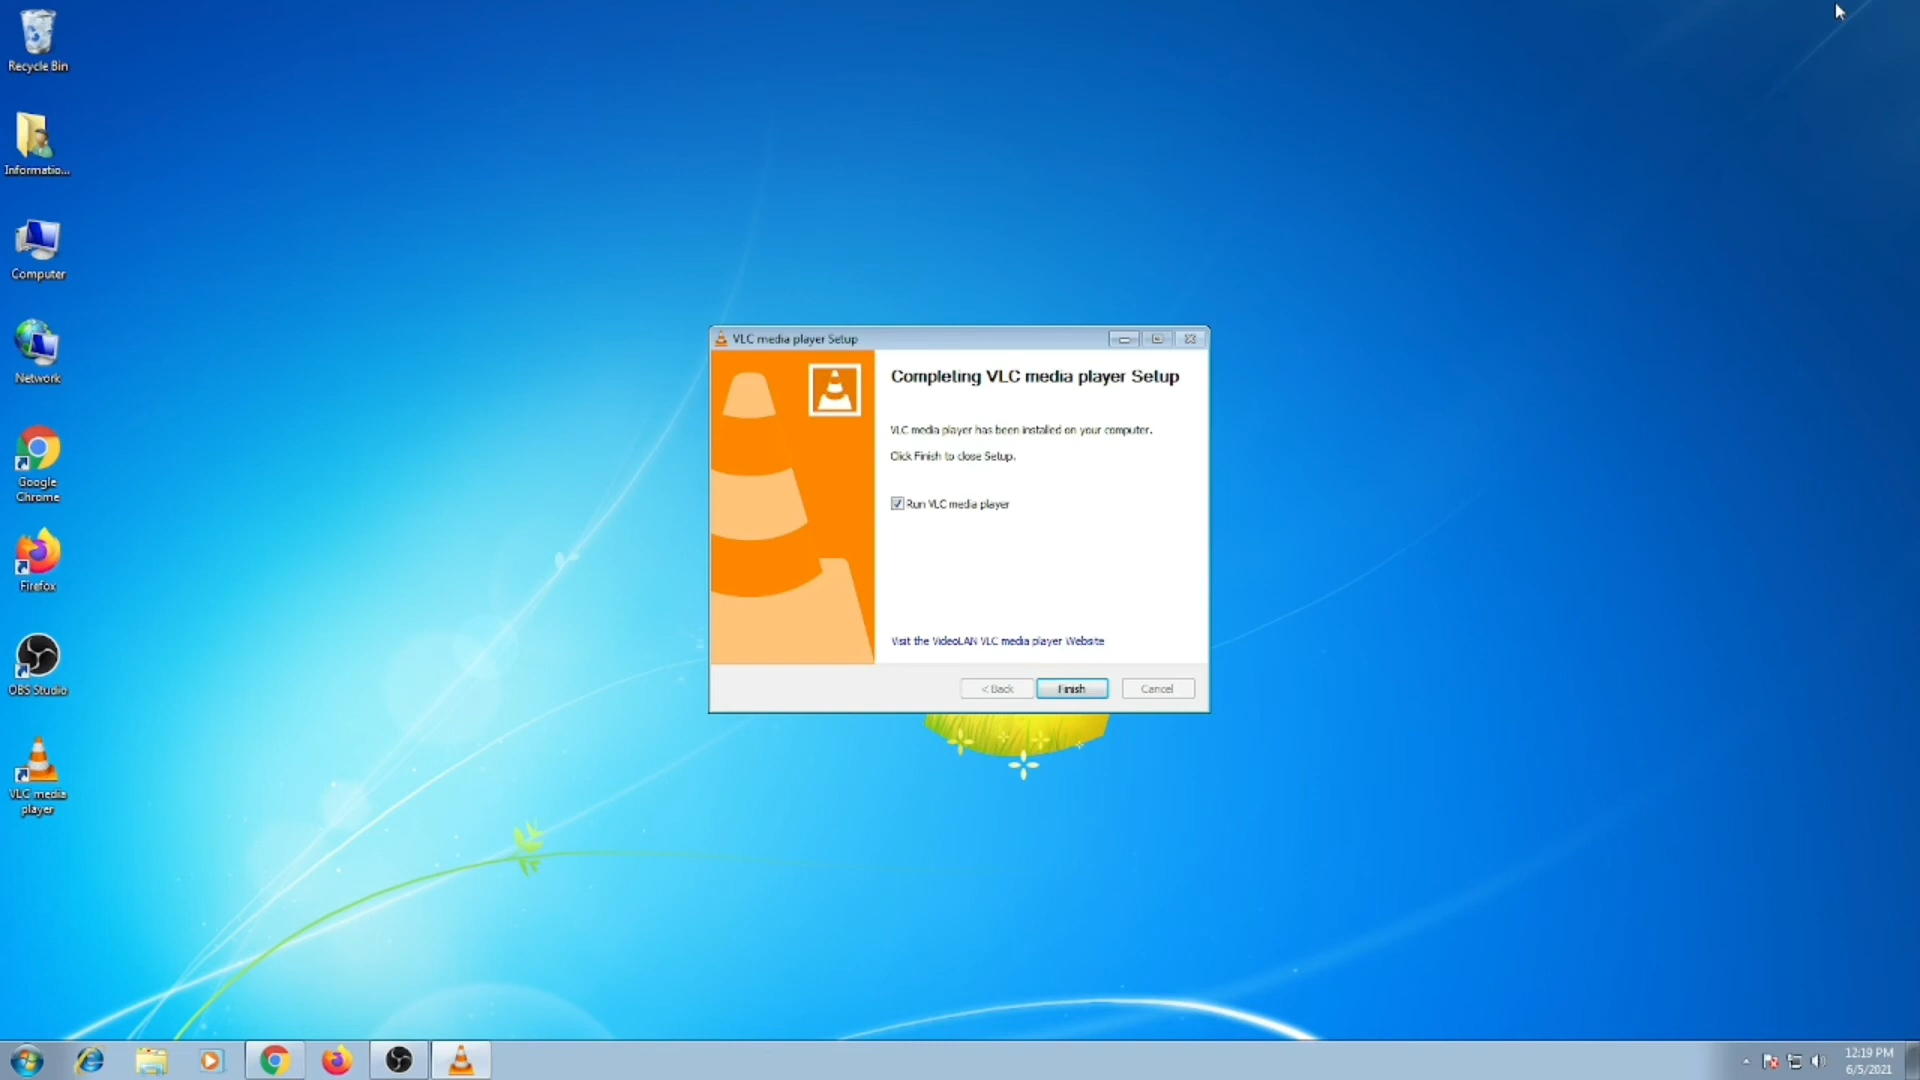 Recycle Bin
Informatio...
Computer
Network
Google
Chrome
Firefox
OBS Studio
VLC media
player
VLC media player Setup
Completing VLC media player Setup
VLC media player has been installed on your computer.
Click Finish to close Setup.
Run VLC media player
Visit the VideoLAN VLC media player Website
< Back
Finish
Cancel
12:19 PM
6/5/2021